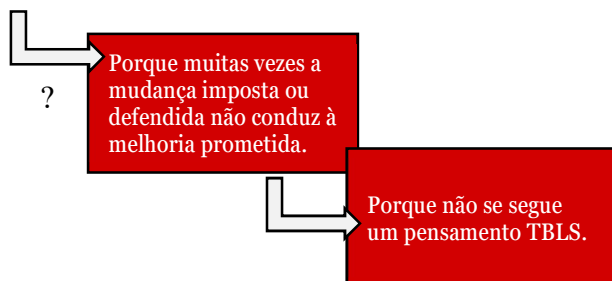 ?
Porque muitas vezes a
mudança imposta ou
defendida não conduz à
melhoria prometida.
Porque não se segue
um pensamento TBLS.